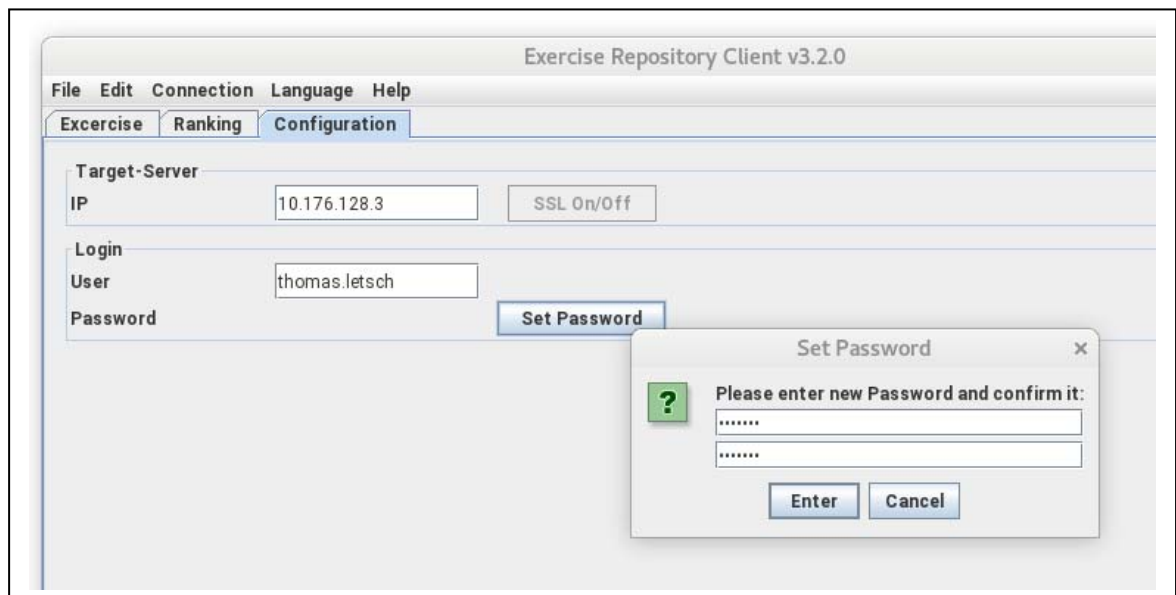 Exercise Repository Client v3.2.0
File Edit Connection Language Help
Excercise Ranking Configuration
Target-Server
IP 10.176.128.3 SSL On/Off
Login
User thomas.letsch
Password Set Password
Set Password ×
? Please enter new Password and confirm it:
•••••••
•••••••
Enter Cancel